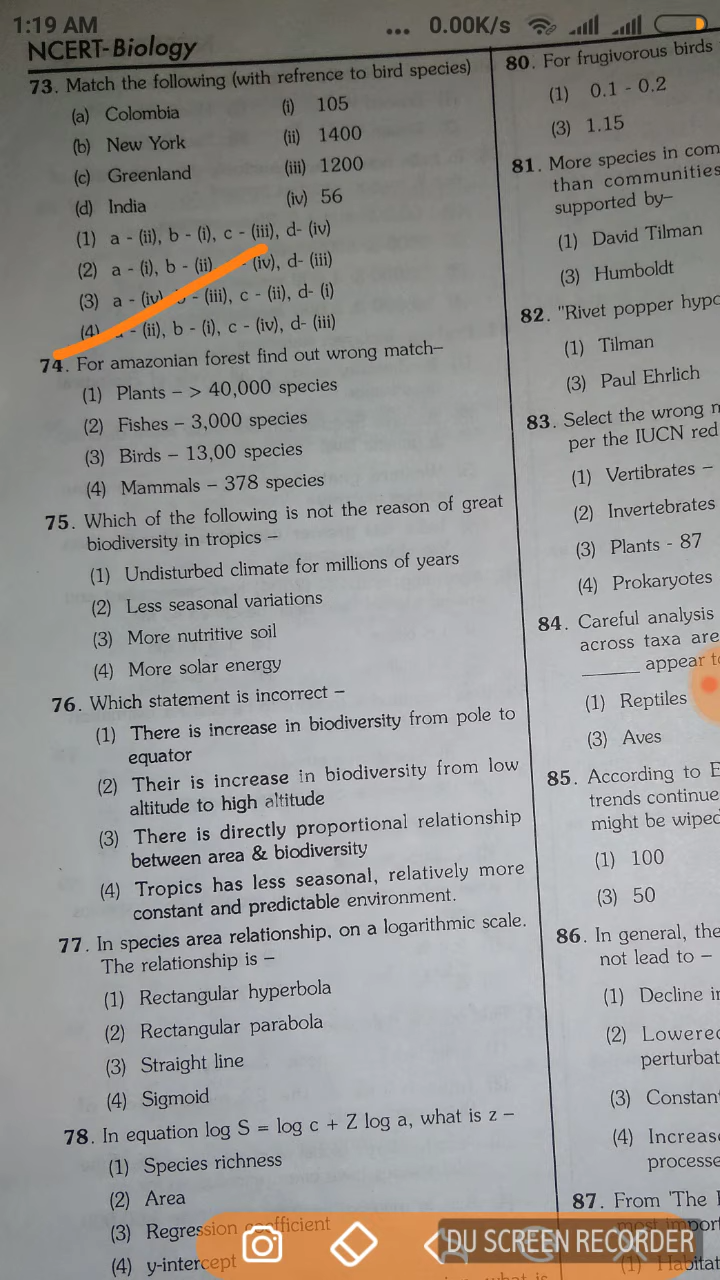 1:19 AM
... 0.00K/s
NCERT-Biology
73. Match the following (with refrence to bird species)
(a) Colombia (i) 105
(b) New York (ii) 1400
(c) Greenland (iii) 1200
(d) India (iv) 56
(1) a - (ii), b - (i), c - (iii), d- (iv)
(2) a - (i), b - (ii), - (iv), d- (iii)
(3) a - (iv) - (iii), c - (ii), d- (i)
(4) - (ii), b - (i), c - (iv), d- (iii)
74. For amazonian forest find out wrong match–
(1) Plants – > 40,000 species
(2) Fishes – 3,000 species
(3) Birds – 13,00 species
(4) Mammals – 378 species
75. Which of the following is not the reason of great
biodiversity in tropics –
(1) Undisturbed climate for millions of years
(2) Less seasonal variations
(3) More nutritive soil
(4) More solar energy
76. Which statement is incorrect –
(1) There is increase in biodiversity from pole to
equator
(2) Their is increase in biodiversity from low
altitude to high altitude
(3) There is directly proportional relationship
between area & biodiversity
(4) Tropics has less seasonal, relatively more
constant and predictable environment.
77. In species area relationship, on a logarithmic scale.
The relationship is –
(1) Rectangular hyperbola
(2) Rectangular parabola
(3) Straight line
(4) Sigmoid
78. In equation log S = log c + Z log a, what is z –
(1) Species richness
(2) Area
(3) Regression coefficient
(4) y-intercept
80. For frugivorous birds
(1) 0.1 - 0.2
(3) 1.15
81. More species in com
than communities
supported by–
(1) David Tilman
(3) Humboldt
82. "Rivet popper hypo
(1) Tilman
(3) Paul Ehrlich
83. Select the wrong
per the IUCN red
(1) Vertibrates –
(2) Invertebrates
(3) Plants - 87
(4) Prokaryotes
84. Careful analysis
across taxa are
______ appear to
(1) Reptiles
(3) Aves
85. According to E
trends continue
might be wiped
(1) 100
(3) 50
86. In general, the
not lead to –
(1) Decline in
(2) Lowered
perturbat
(3) Constan
(4) Increase
processe
87. From 'The
most import
(1) Habitat
DU SCREEN RECORDER
what is